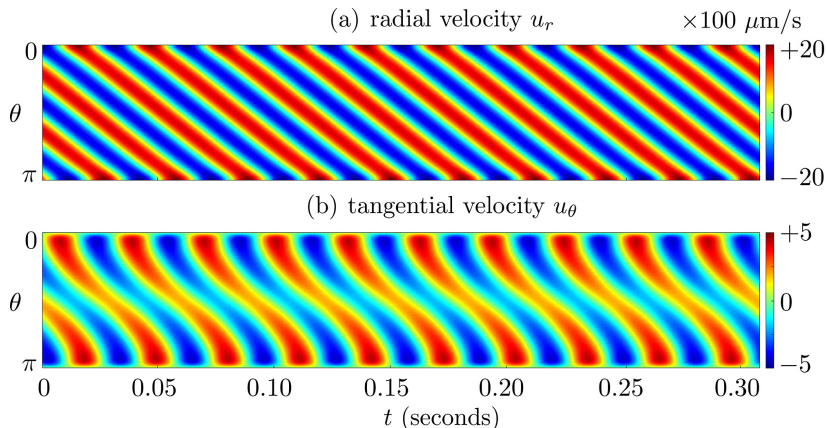 (a) radial velocity u_r ×100 μm/s
0
θ
π
+20
0
−20
(b) tangential velocity u_θ
0
θ
π
+5
0
−5
0 0.05 0.10 0.15 0.20 0.25 0.30
t (seconds)